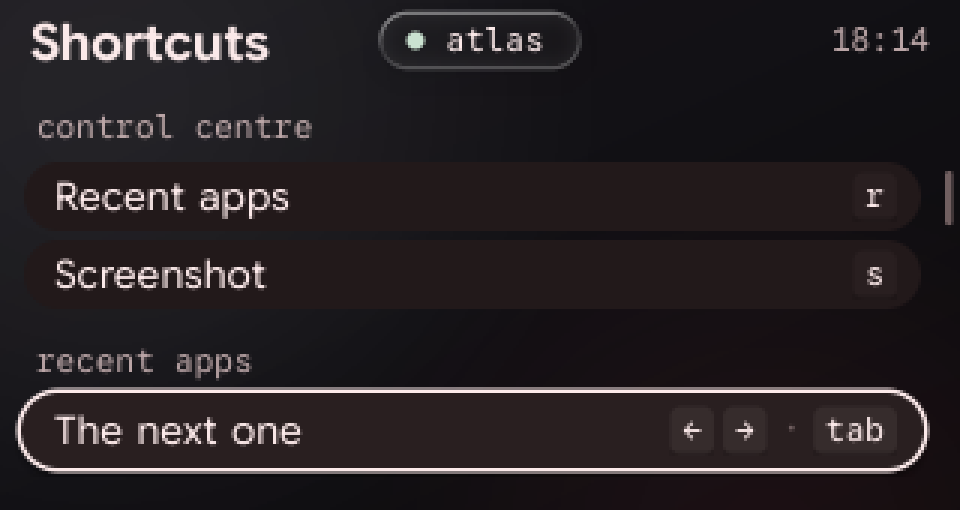 Shortcuts atlas 18:14
control centre
Recent apps r
Screenshot s
recent apps
The next one ← → · tab